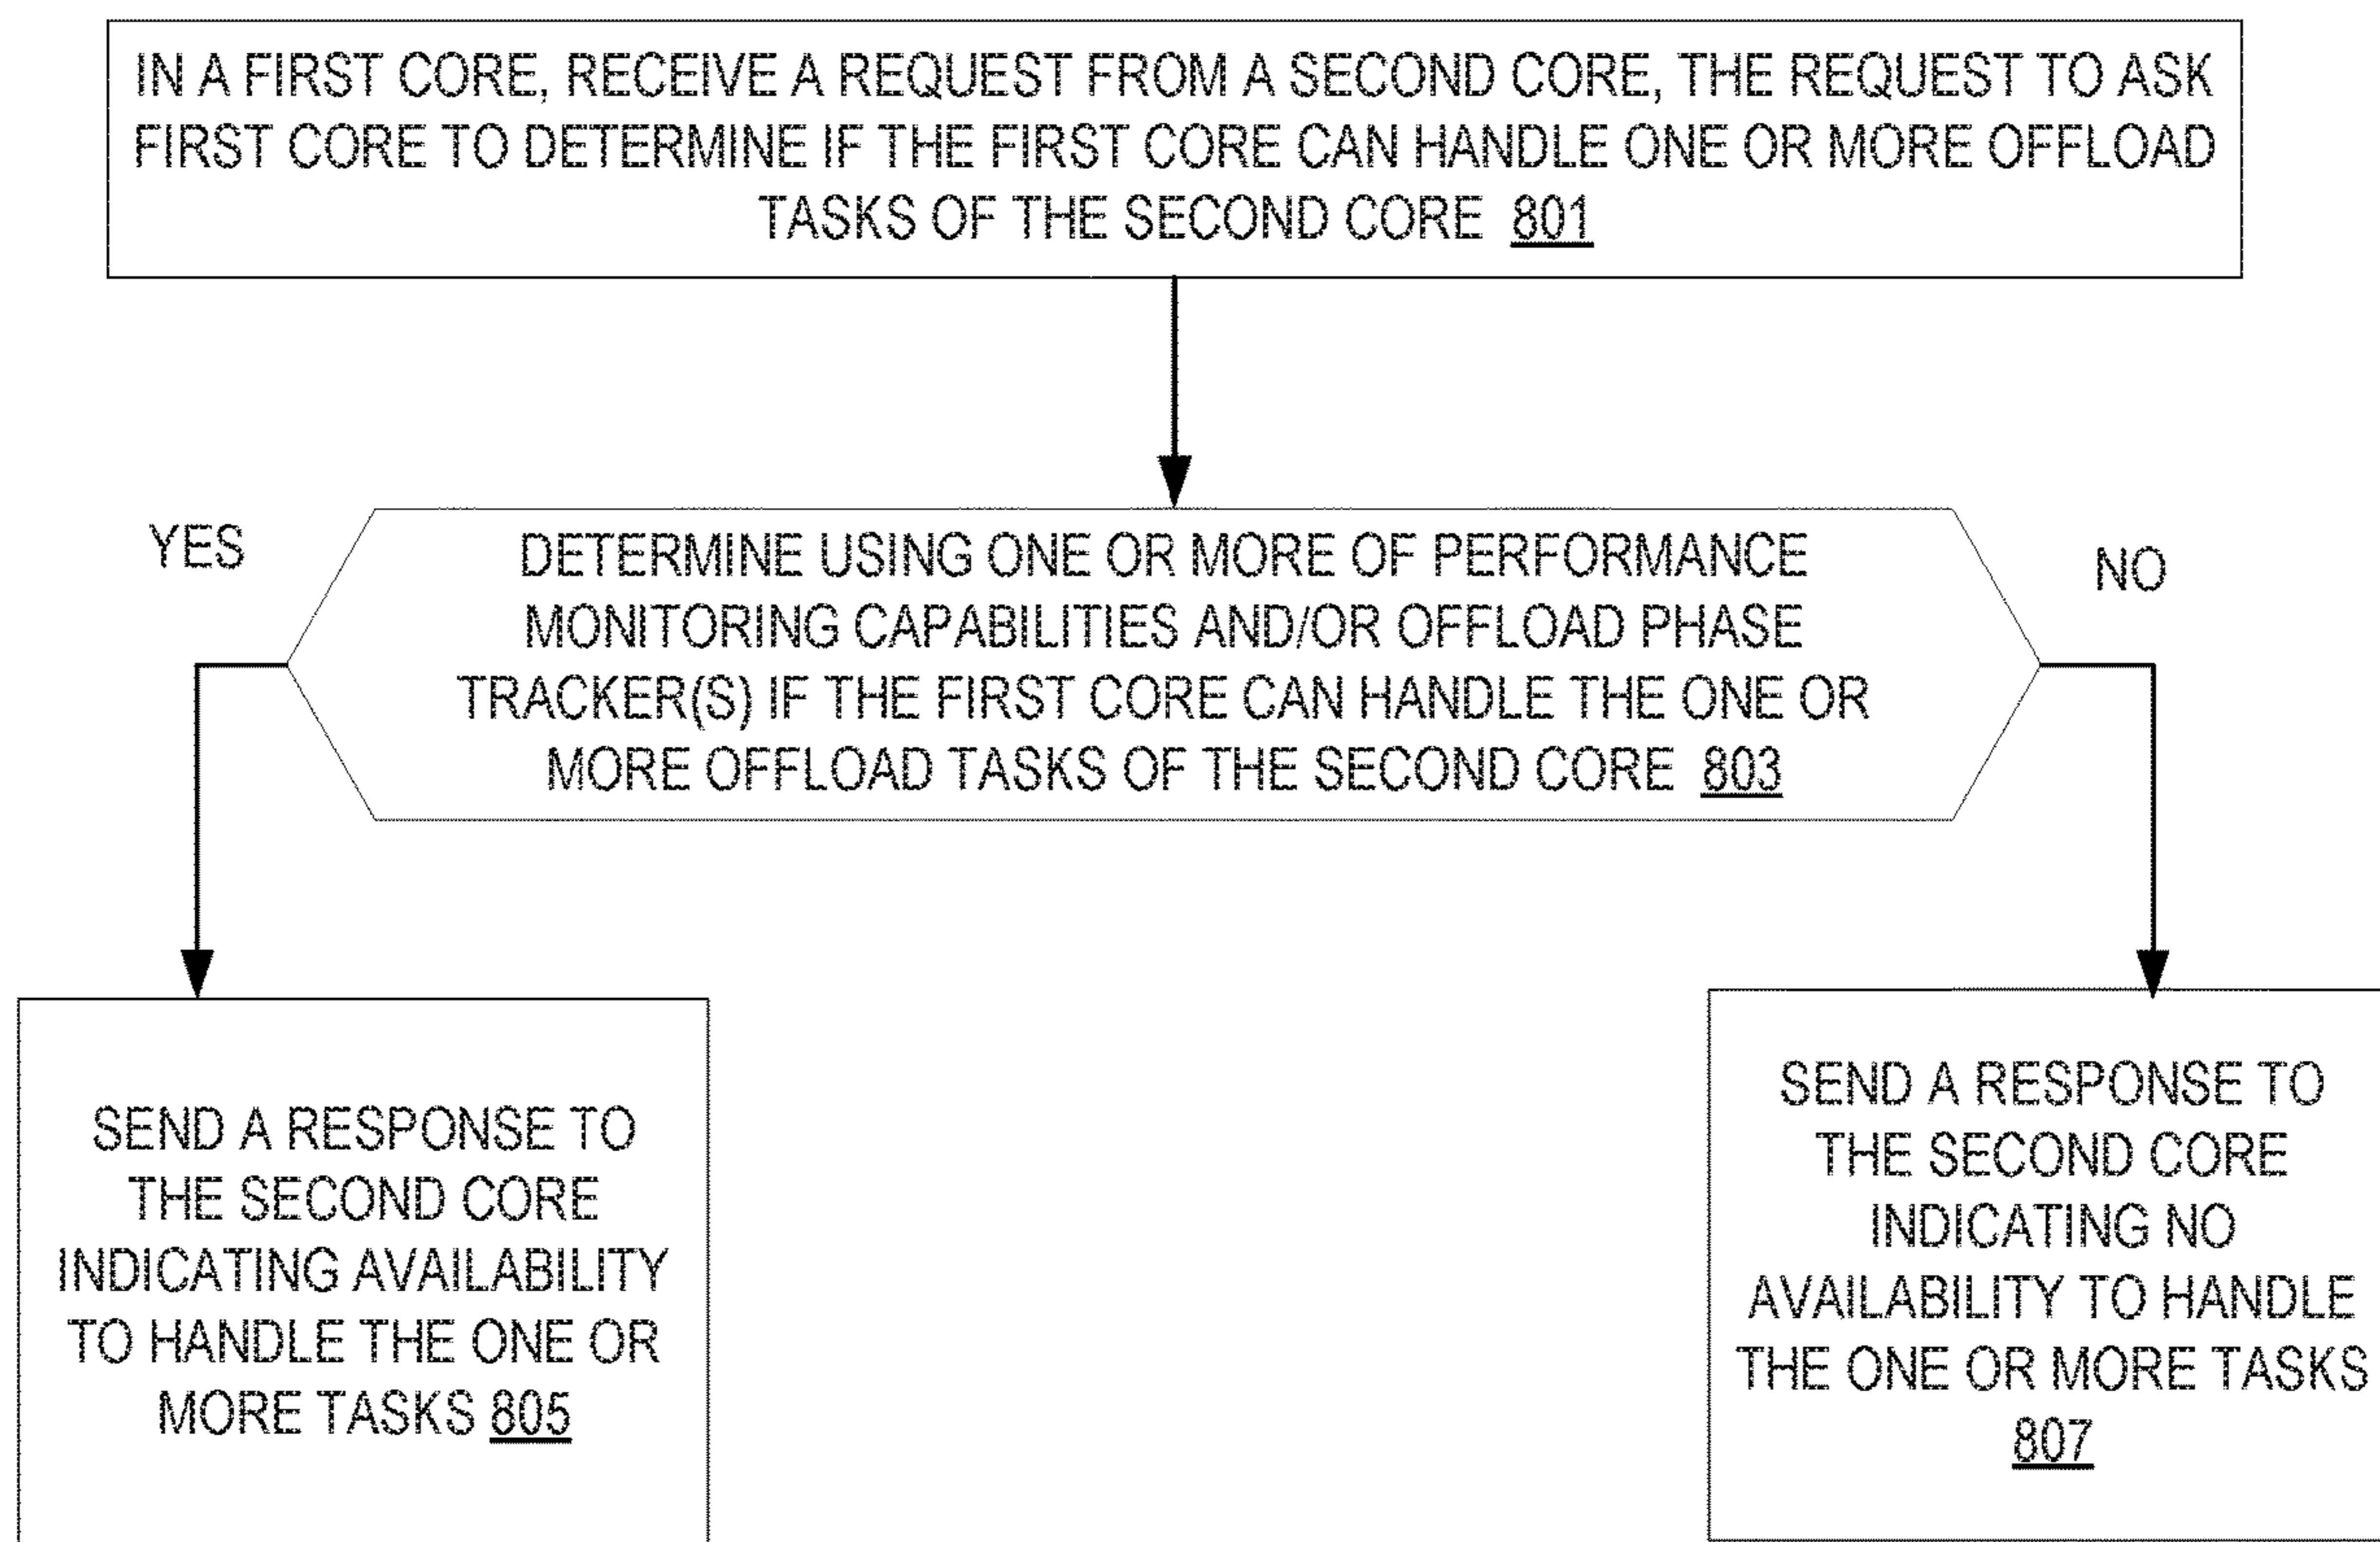 IN A FIRST CORE, RECEIVE A REQUEST FROM A SECOND CORE, THE REQUEST TO ASK
FIRST CORE TO DETERMINE IF THE FIRST CORE CAN HANDLE ONE OR MORE OFFLOAD
TASKS OF THE SECOND CORE 801
YES
DETERMINE USING ONE OR MORE OF PERFORMANCE
MONITORING CAPABILITIES AND/OR OFFLOAD PHASE
TRACKER(S) IF THE FIRST CORE CAN HANDLE THE ONE OR
MORE OFFLOAD TASKS OF THE SECOND CORE 803
NO
SEND A RESPONSE TO
THE SECOND CORE
INDICATING AVAILABILITY
TO HANDLE THE ONE OR
MORE TASKS 805
SEND A RESPONSE TO
THE SECOND CORE
INDICATING NO
AVAILABILITY TO HANDLE
THE ONE OR MORE TASKS
807